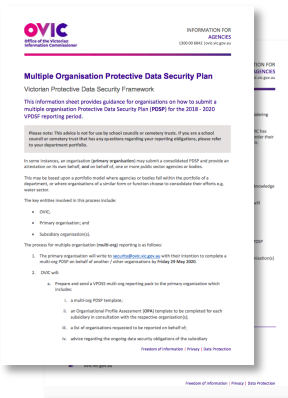 OVIC
Office of the Victorian
Information Commissioner
INFORMATION FOR
AGENCIES
1300 00 6842 |ovic.vic.gov.au
Multiple Organisation Protective Data Security Plan
Victorian Protective Data Security Framework
This information sheet provides guidance for organisations on how to submit a
multiple organisation Protective Data Security Plan (PDSP) for the 2018 - 2020
VPDSF reporting period.
Please note: This advice is not for use by school councils or cemetery trusts. If you are a school
council or cemetery trust that has any questions regarding your reporting obligations, please refer
to your department portfolio.
In some instances, an organisation (primary organisation) may submit a consolidated PDSP and provide an
attestation on its own behalf, and on behalf of, one or more public sector agencies or bodies.
This may be based upon a portfolio model where agencies or bodies fall within the portfolio of a
department, or where organisations of a similar form or function choose to consolidate their efforts e.g.
water sector.
The key entities involved in this process include:
• OVIC;
• Primary organisation; and
• Subsidiary organisation(s).
The process for multiple organisation (multi-org) reporting is as follows:
1. The primary organisation will write to security@ovic.vic.gov.au with their intention to complete a
multi-org PDSP on behalf of another / other organisations by Friday 29 May 2020.
2. OVIC will:
a. Prepare and send a VPDSS multi-org reporting pack to the primary organisation which
includes:
i. a multi-org PDSP template;
ii. an Organisational Profile Assessment (OPA) template to be completed for each
subsidiary in consultation with the respective organisation(s);
iii. a list of organisations requested to be reported on behalf of;
iv. advice regarding the ongoing data security obligations of the subsidiary;
Freedom of Information | Privacy | Data Protection
Freedom of Information | Privacy | Data Protection